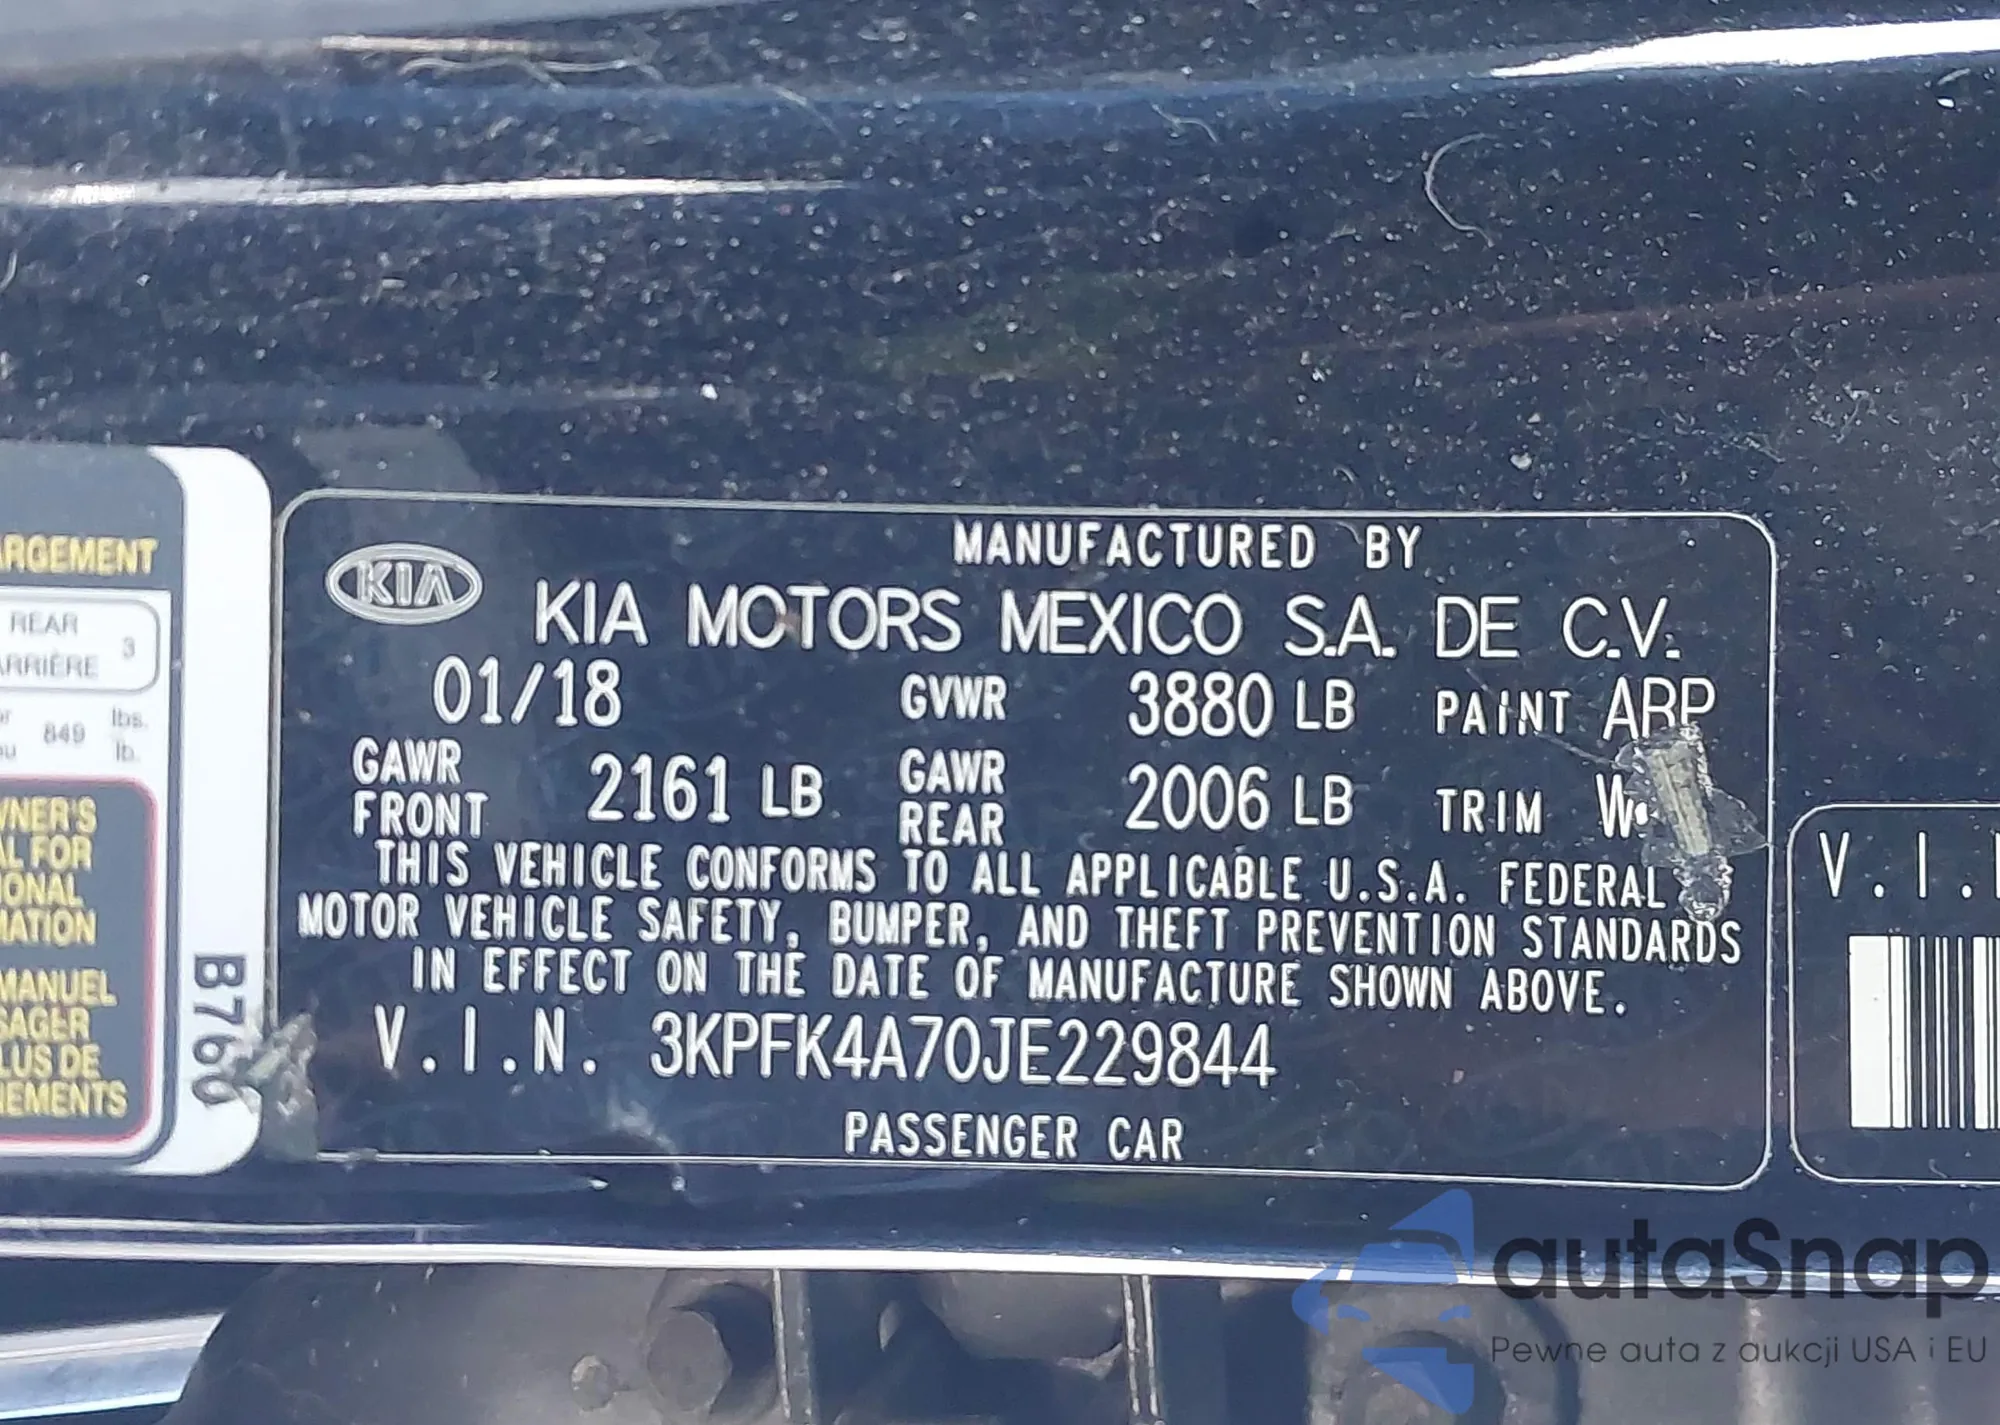 ARGEMENT
REAR
ARRIÈRE
3
849
lbs.
lb.
WNER'S
AL FOR
IONAL
MATION
MANUEL
SAGER
LUS DE
NEMENTS
B760
KIA
MANUFACTURED BY
KIA MOTORS MEXICO S.A. DE C.V.
01/18 GVWR 3880 LB PAINT ABP
GAWR FRONT 2161 LB GAWR REAR 2006 LB TRIM W
THIS VEHICLE CONFORMS TO ALL APPLICABLE U.S.A. FEDERAL
MOTOR VEHICLE SAFETY, BUMPER, AND THEFT PREVENTION STANDARDS
IN EFFECT ON THE DATE OF MANUFACTURE SHOWN ABOVE.
V.I.N. 3KPFK4A70JE229844
PASSENGER CAR
V.I.
autaSnap
Pewne auta z aukcji USA i EU